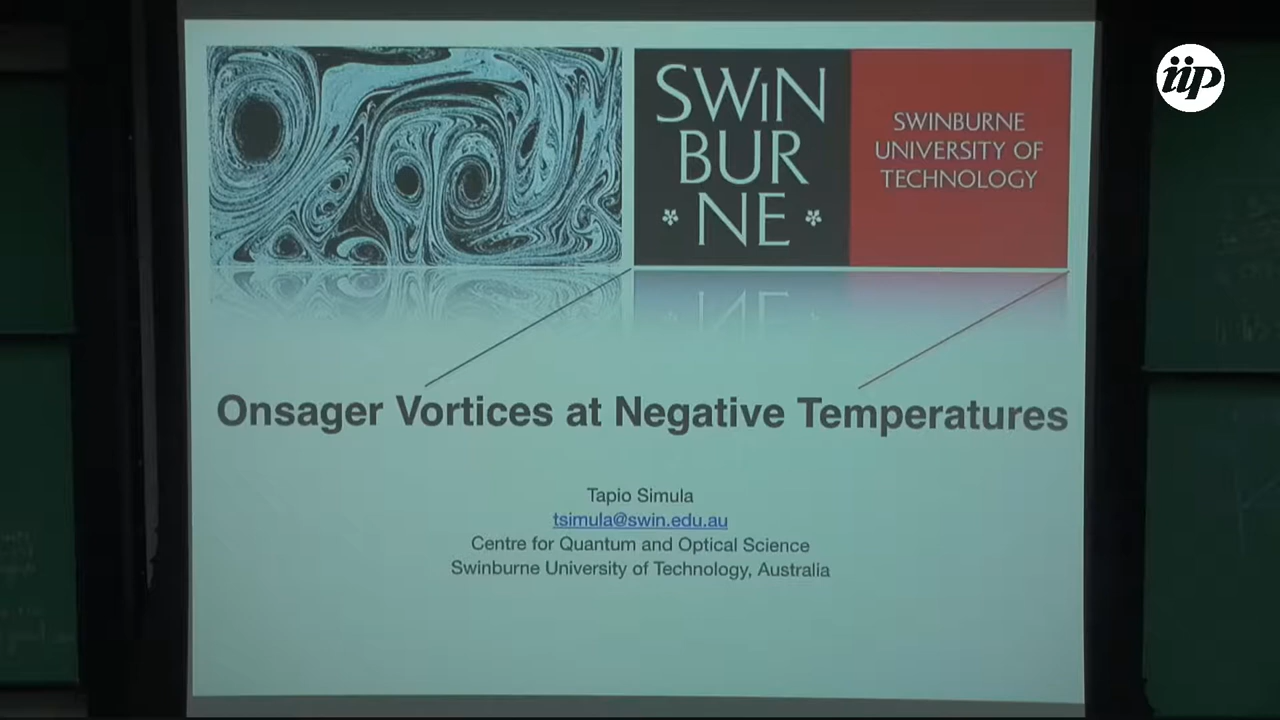 SWiN
BUR
NE
SWINBURNE
UNIVERSITY OF
TECHNOLOGY
iip
Onsager Vortices at Negative Temperatures
Tapio Simula
tsimula@swin.edu.au
Centre for Quantum and Optical Science
Swinburne University of Technology, Australia